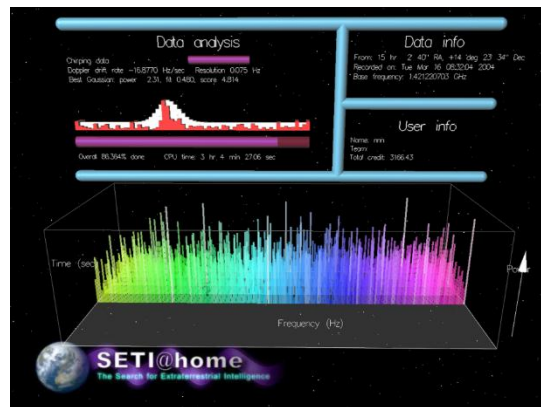 Data analysis
Chirping data
Doppler drift rate -16.8770 Hz/sec Resolution 0.075 Hz
Best Gaussian: power 2.31, fit 0.480, score 4.814
Overall 86.364% done CPU time: 3 hr 4 min 27.06 sec
Data info
From: 15 hr 2' 40" RA, +14 deg 23' 34" Dec
Recorded on: Tue Mar 16 08:32:04 2004
Base frequency: 1.421220703 GHz
User info
Name: nnn
Team:
Total credit: 3166.43
Time (sec)
Power
Frequency (Hz)
SETI@home
The Search for Extraterrestrial Intelligence